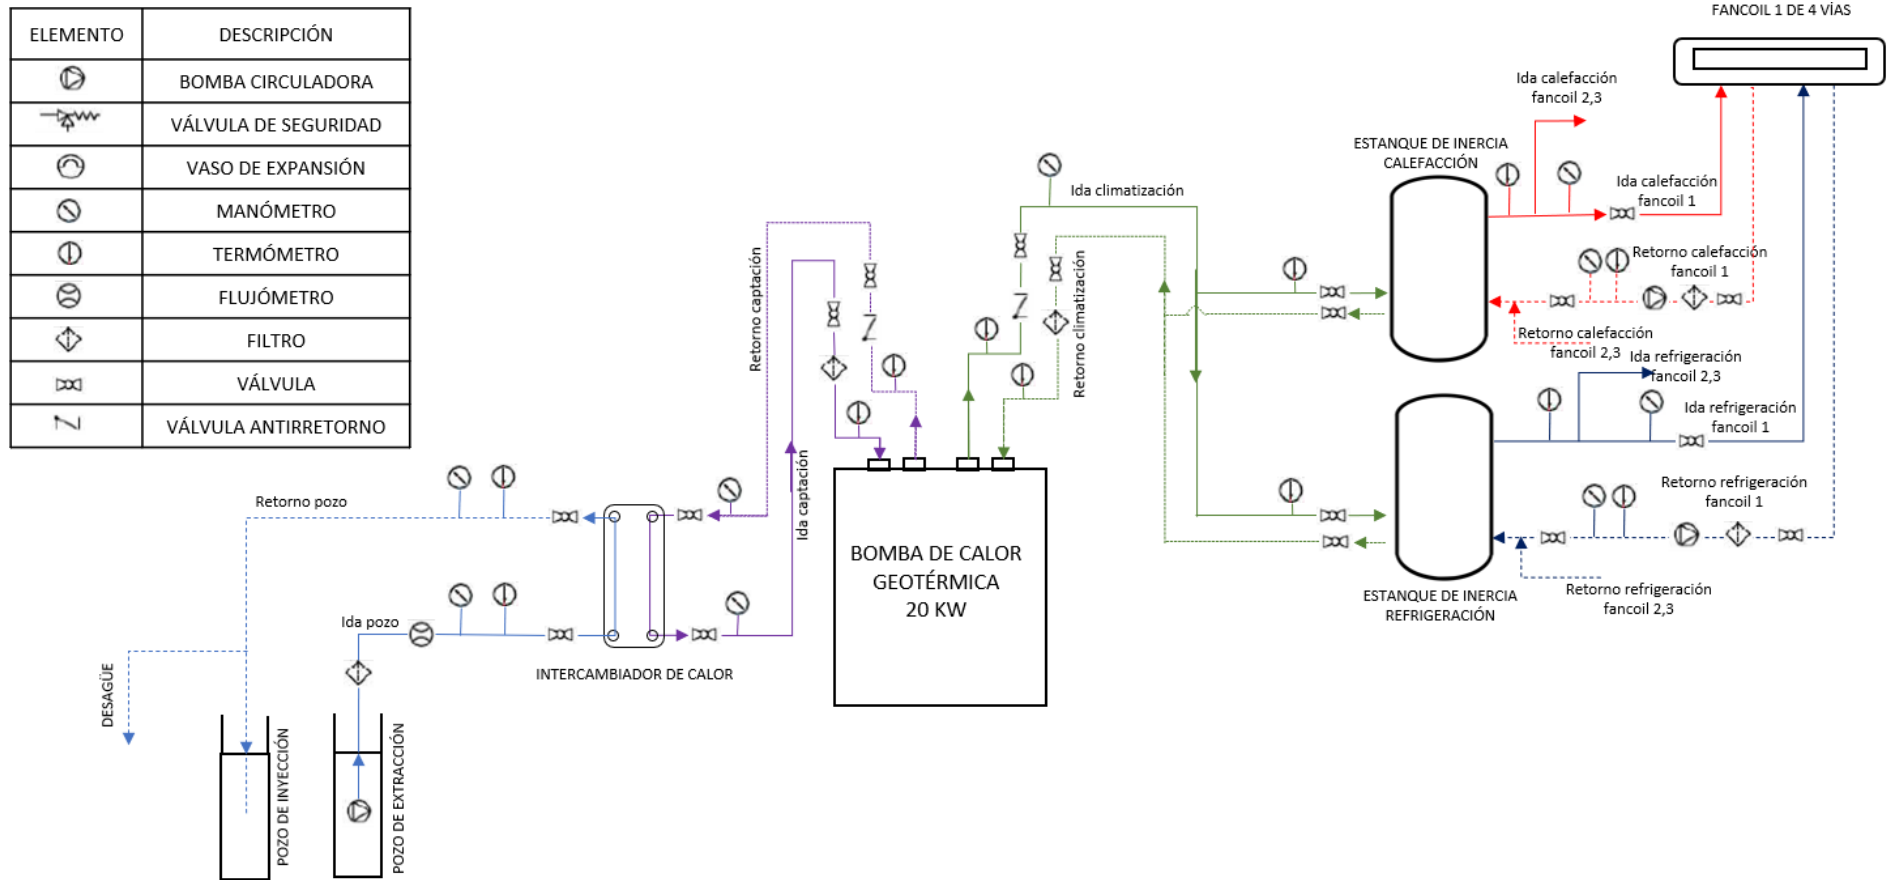 ELEMENTO DESCRIPCIÓN
BOMBA CIRCULADORA
VÁLVULA DE SEGURIDAD
VASO DE EXPANSIÓN
MANÓMETRO
TERMÓMETRO
FLUJÓMETRO
FILTRO
VÁLVULA
VÁLVULA ANTIRRETORNO
FANCOIL 1 DE 4 VÍAS
Ida calefacción
fancoil 2,3
ESTANQUE DE INERCIA
CALEFACCIÓN
Ida calefacción
fancoil 1
Retorno calefacción
fancoil 1
Retorno calefacción
fancoil 2,3
Ida refrigeración
fancoil 2,3
Ida refrigeración
fancoil 1
Retorno refrigeración
fancoil 1
Retorno refrigeración
fancoil 2,3
ESTANQUE DE INERCIA
REFRIGERACIÓN
Ida climatización
Retorno climatización
Retorno captación
Ida captación
BOMBA DE CALOR
GEOTÉRMICA
20 KW
Retorno pozo
Ida pozo
INTERCAMBIADOR DE CALOR
DESAGÜE
POZO DE INYECCIÓN
POZO DE EXTRACCIÓN